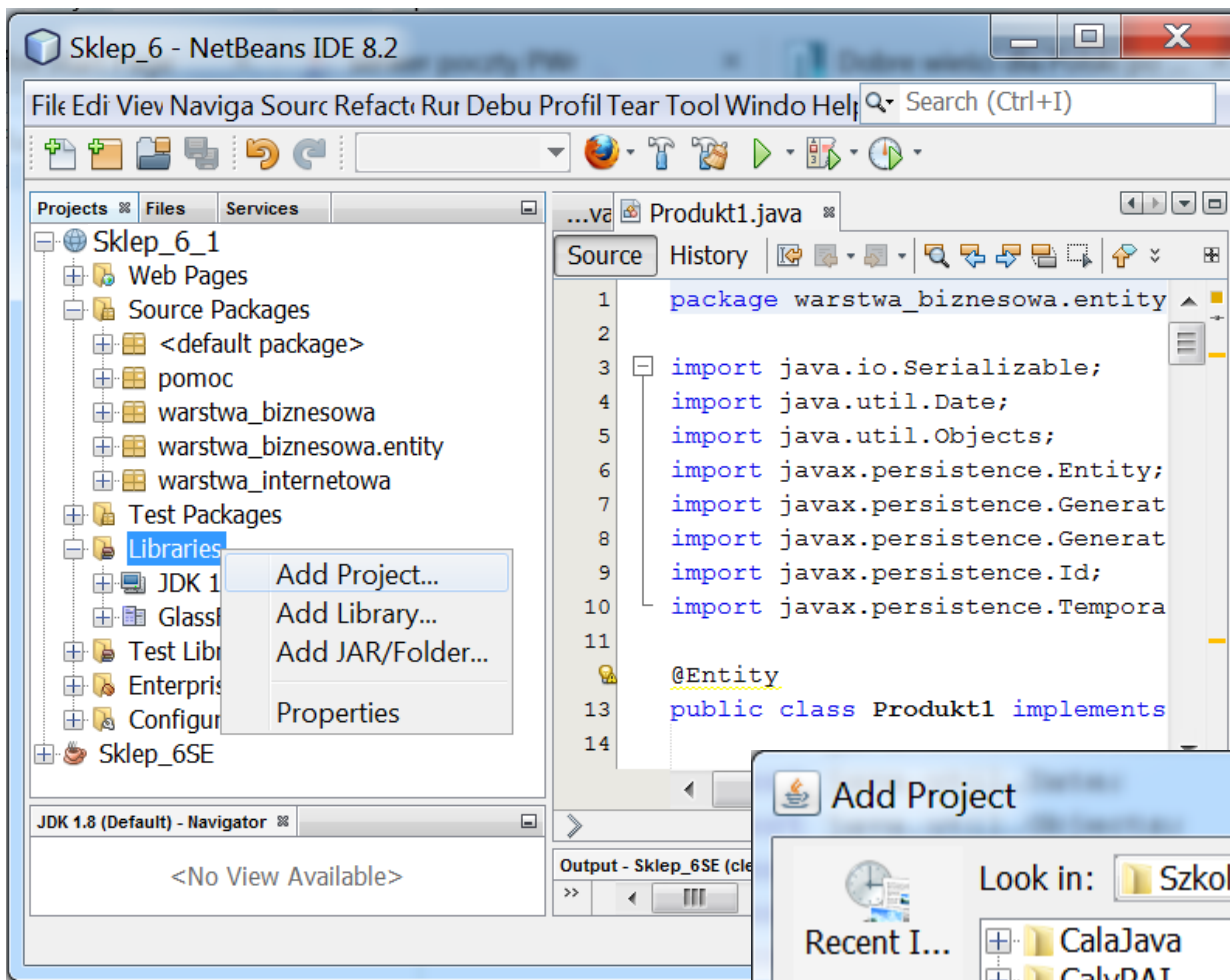 Sklep_6 - NetBeans IDE 8.2
File Edi View Naviga Sourc Refact Rur Debu Profil Tear Tool Windo Help Search (Ctrl+I)
Projects Files Services
Sklep_6_1
Web Pages
Source Packages
<default package>
pomoc
warstwa_biznesowa
warstwa_biznesowa.entity
warstwa_internetowa
Test Packages
Libraries
JDK 1
Glassf
Test Libr
Enterpris
Configur
Sklep_6SE
Add Project...
Add Library...
Add JAR/Folder...
Properties
JDK 1.8 (Default) - Navigator
<No View Available>
...va Produkt1.java
Source History
1 package warstwa_biznesowa.entity
2
3 import java.io.Serializable;
4 import java.util.Date;
5 import java.util.Objects;
6 import javax.persistence.Entity;
7 import javax.persistence.Generat
8 import javax.persistence.Generat
9 import javax.persistence.Id;
10 import javax.persistence.Tempora
11
@Entity
13 public class Produkt1 implements
14
Output - Sklep_6SE (cle
Add Project
Look in: Szkol
Recent I...
CalaJava